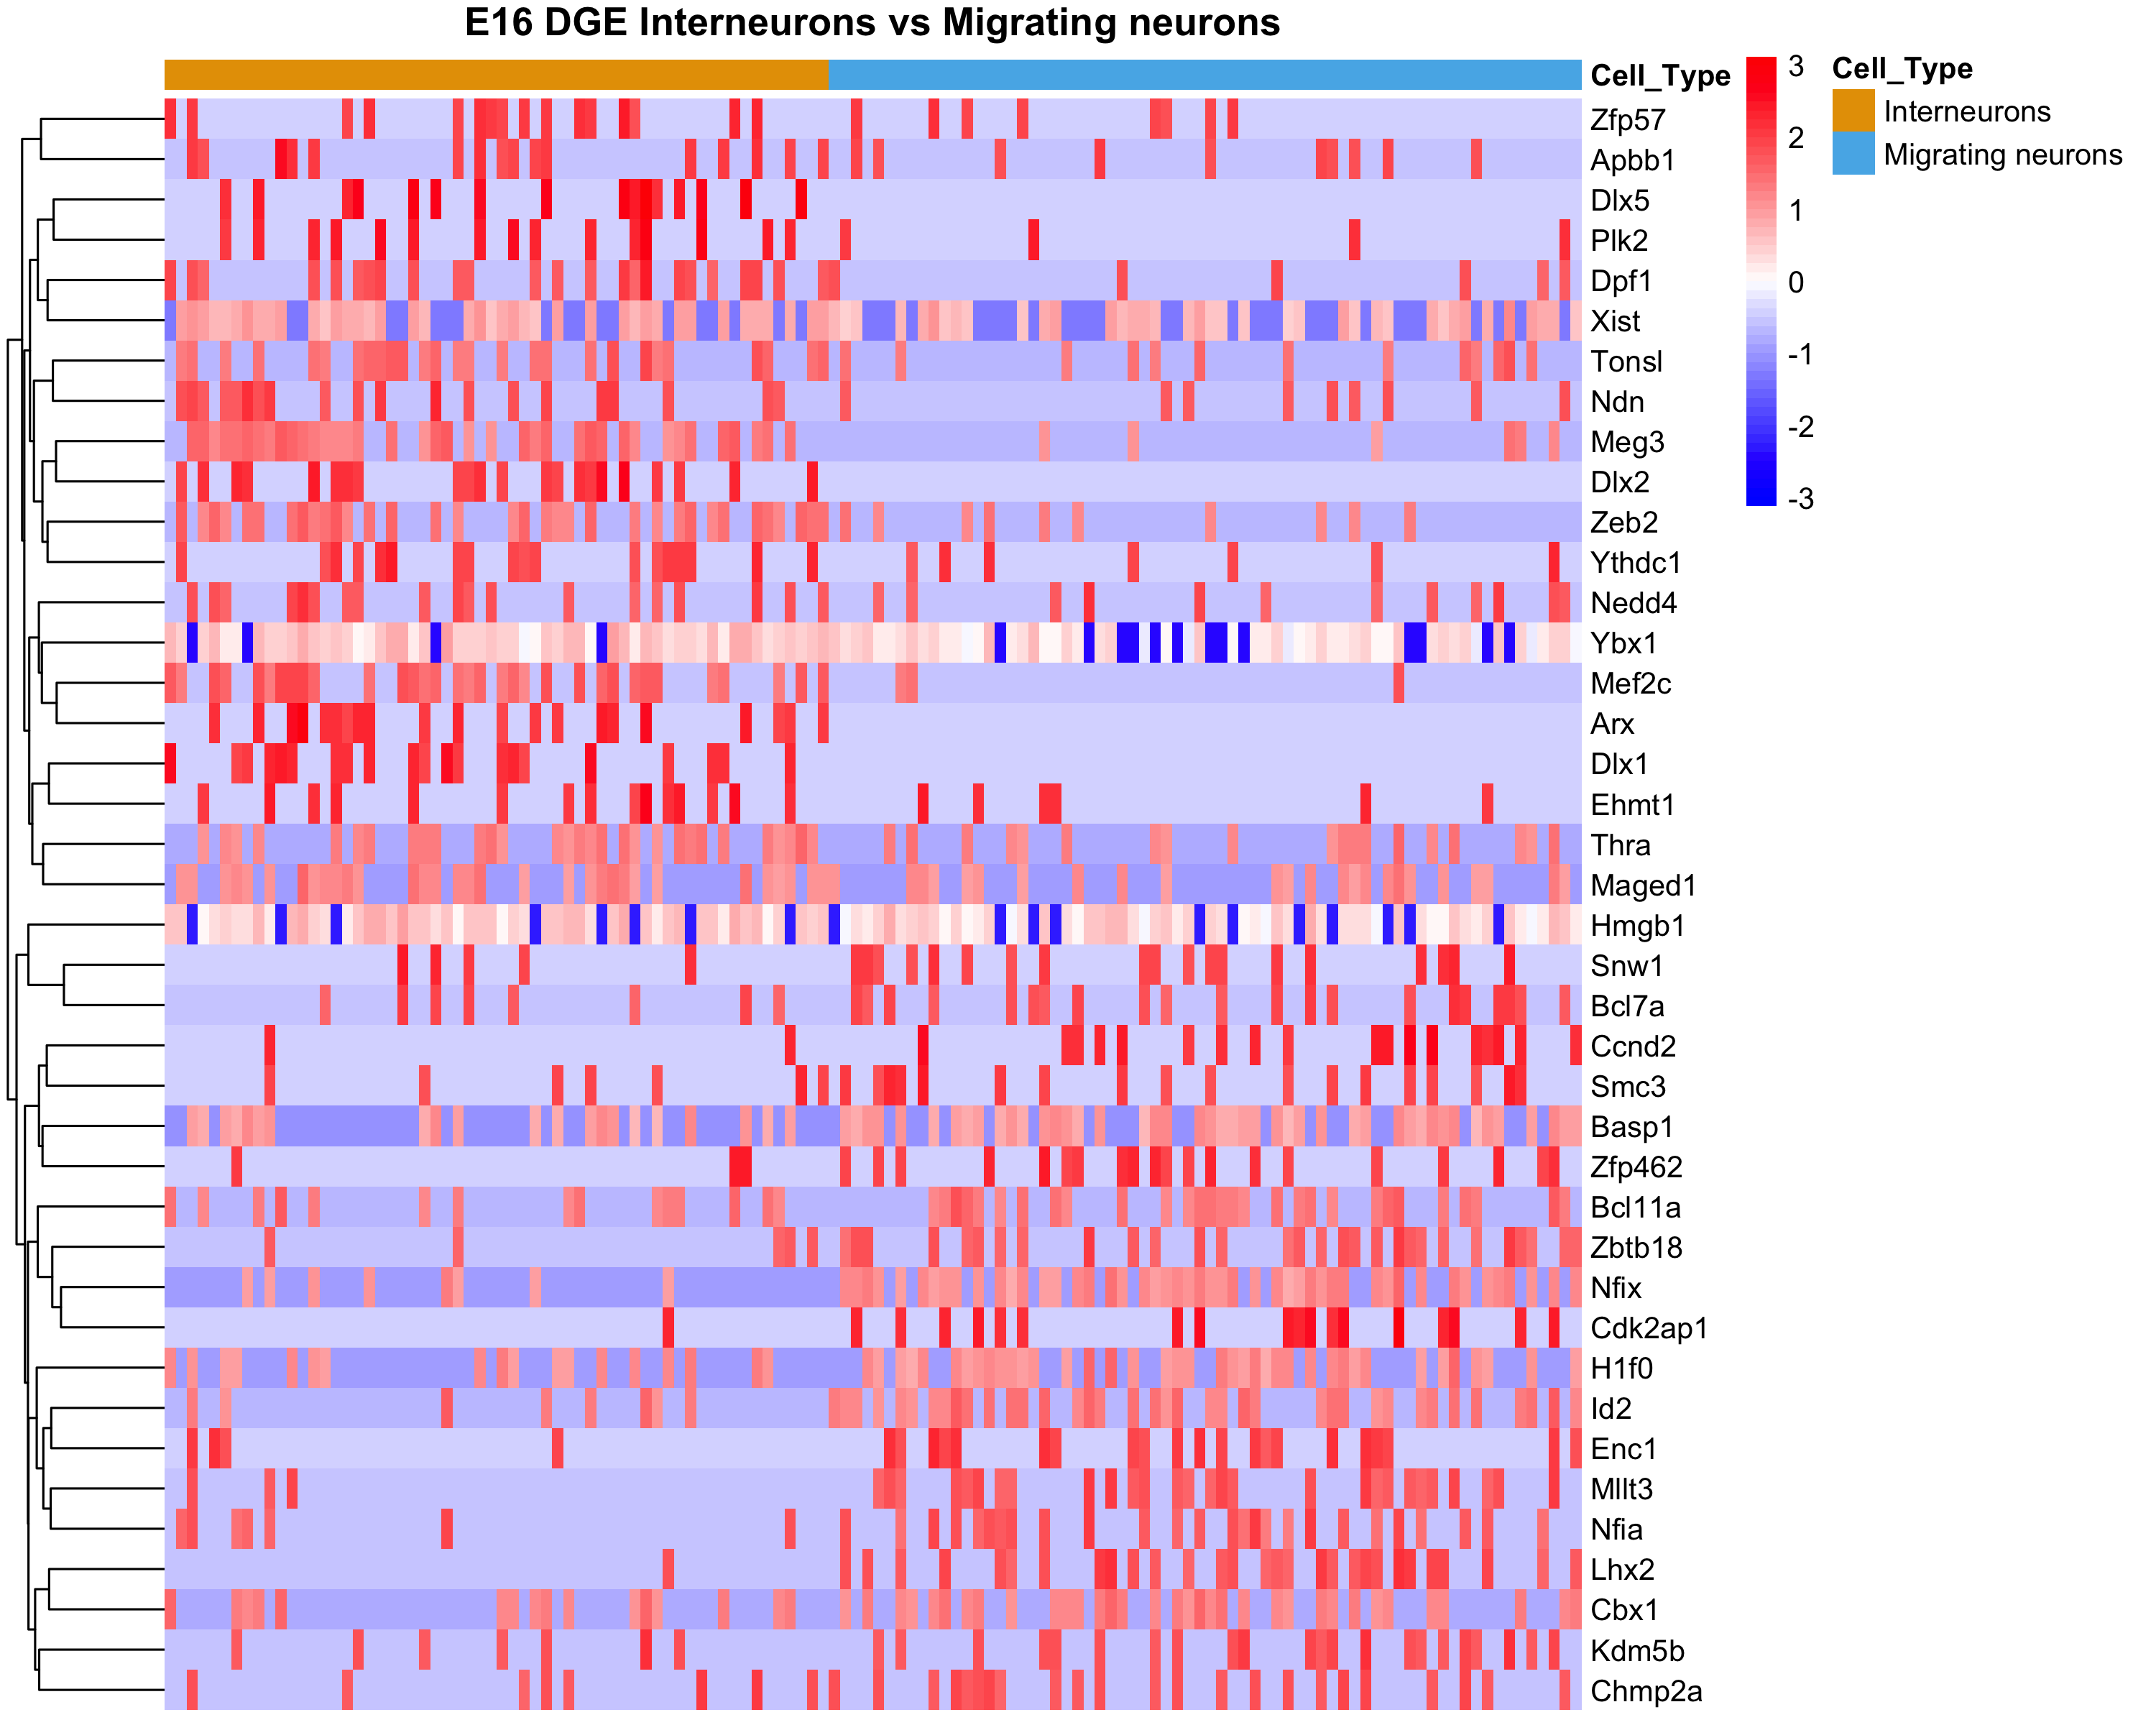 E16 DGE Interneurons vs Migrating neurons
Cell_Type
Zfp57
Apbb1
Dlx5
Plk2
Dpf1
Xist
Tonsl
Ndn
Meg3
Dlx2
Zeb2
Ythdc1
Nedd4
Ybx1
Mef2c
Arx
Dlx1
Ehmt1
Thra
Maged1
Hmgb1
Snw1
Bcl7a
Ccnd2
Smc3
Basp1
Zfp462
Bcl11a
Zbtb18
Nfix
Cdk2ap1
H1f0
Id2
Enc1
Mllt3
Nfia
Lhx2
Cbx1
Kdm5b
Chmp2a
3
2
1
0
-1
-2
-3
Cell_Type
Interneurons
Migrating neurons